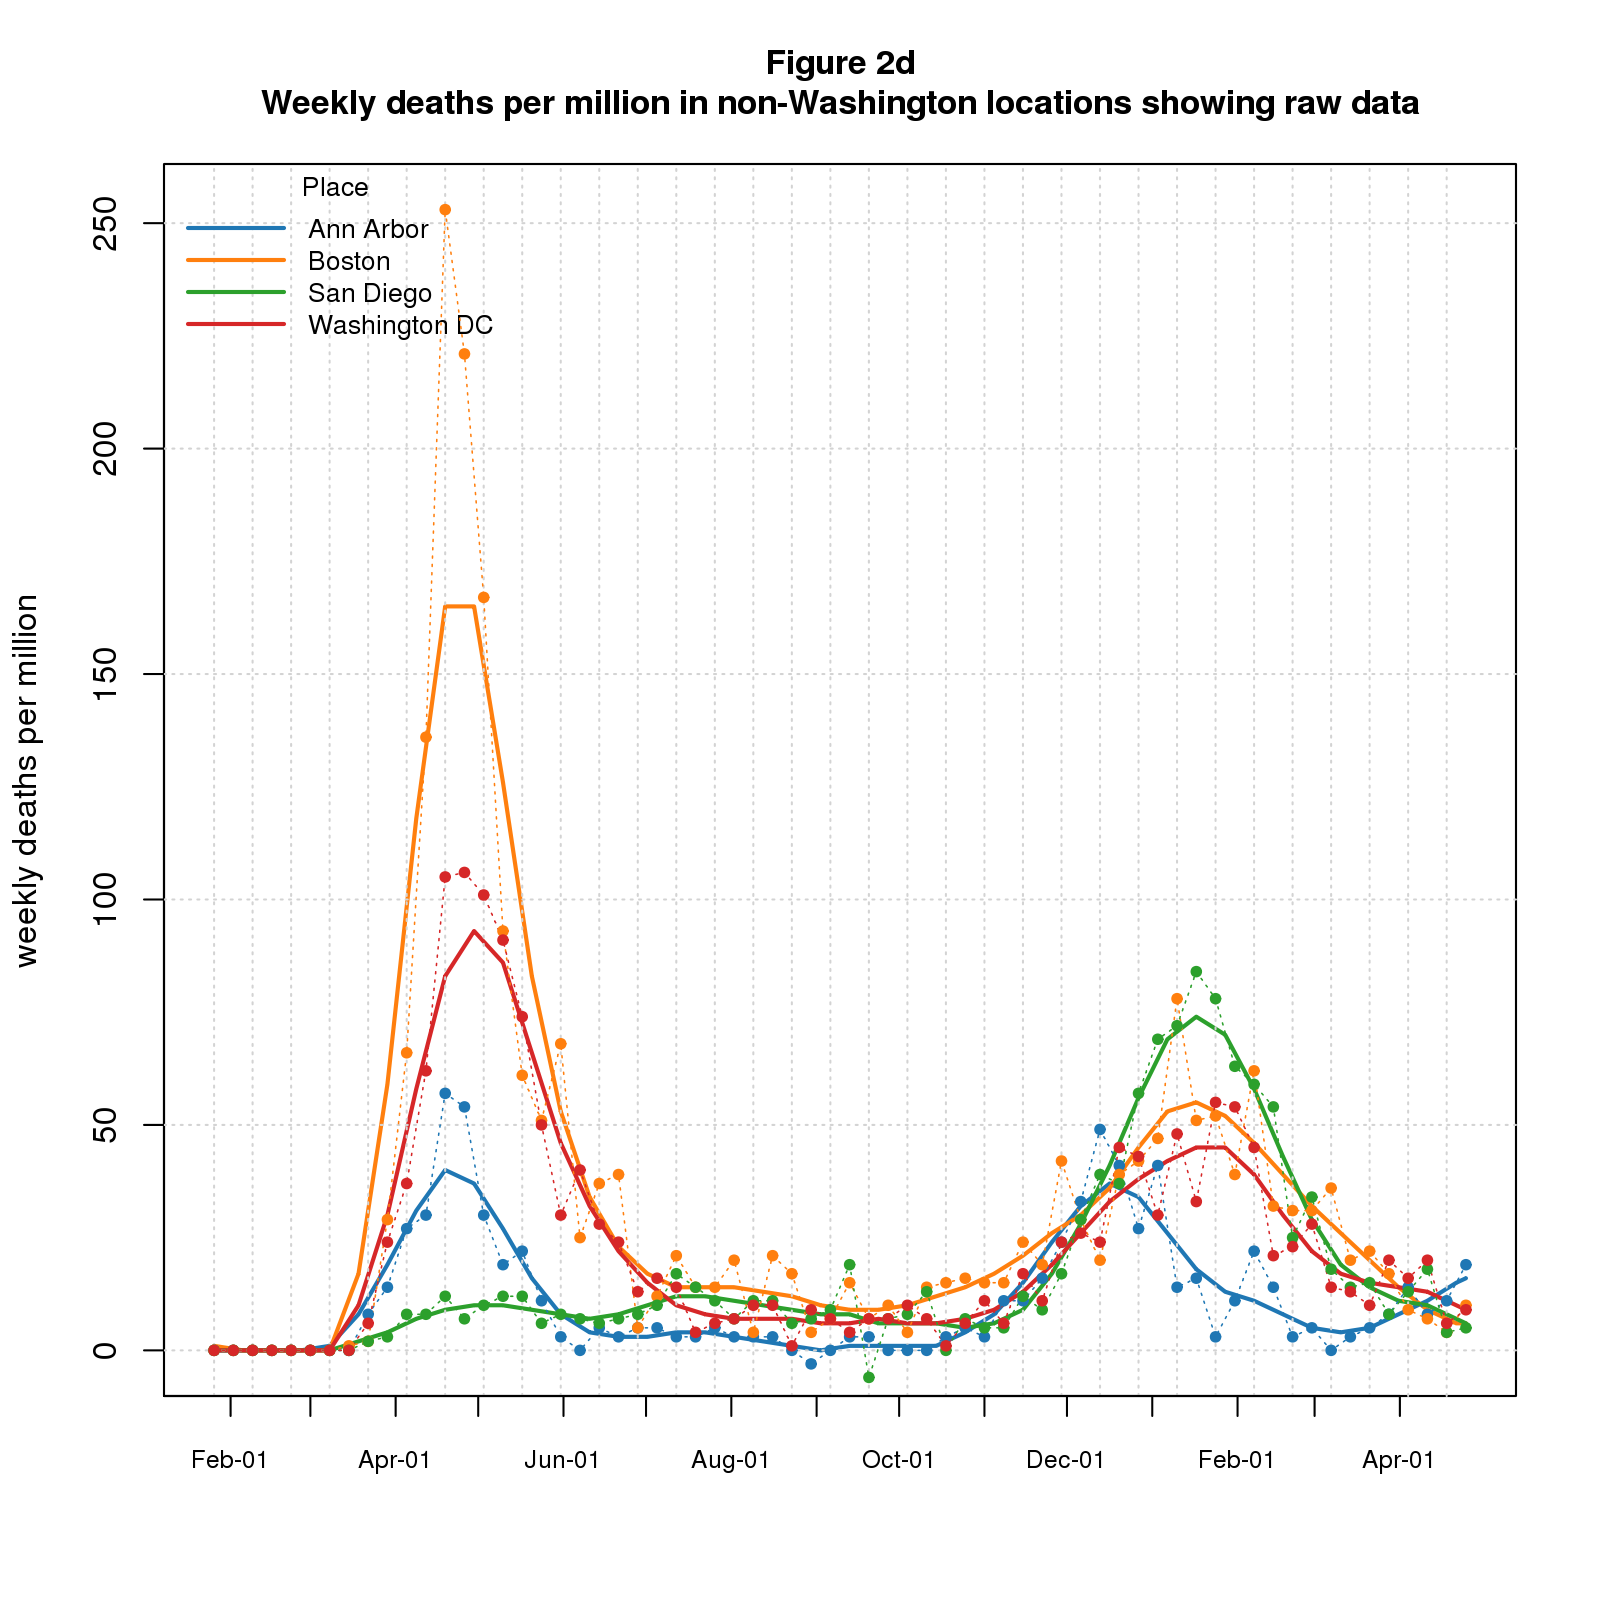 Figure 2d
Weekly deaths per million in non-Washington locations showing raw data
Place
Ann Arbor
Boston
San Diego
Washington DC
weekly deaths per million
250
200
150
100
50
0
Feb-01 Apr-01 Jun-01 Aug-01 Oct-01 Dec-01 Feb-01 Apr-01